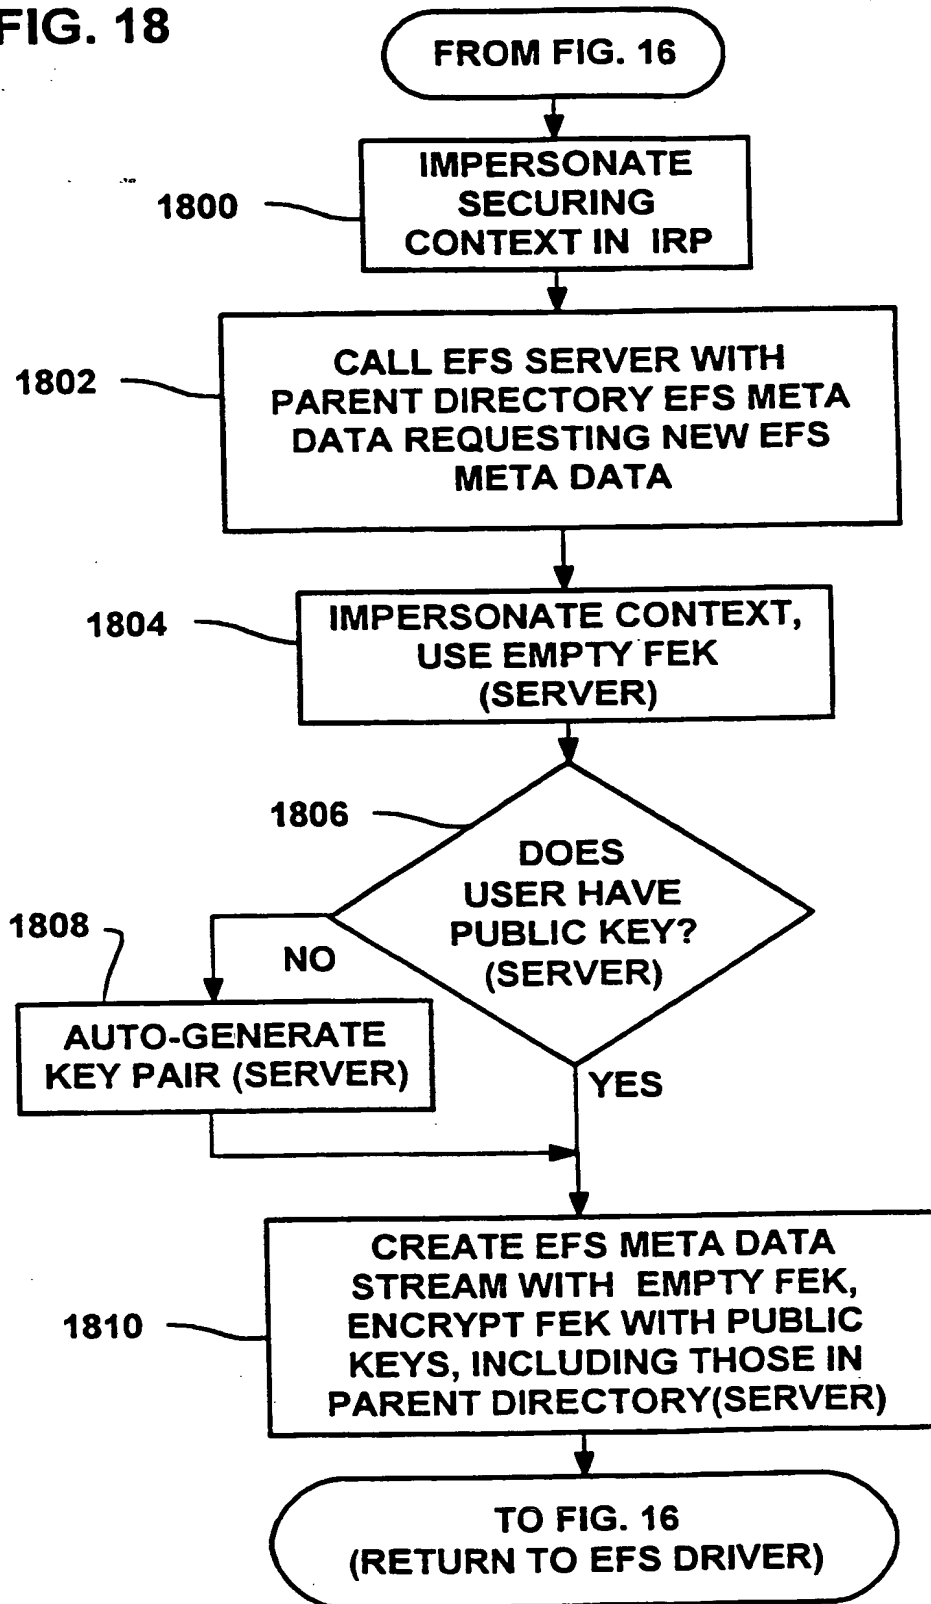 FIG. 18
FROM FIG. 16
IMPERSONATE
SECURING
CONTEXT IN IRP
1800
CALL EFS SERVER WITH
PARENT DIRECTORY EFS META
DATA REQUESTING NEW EFS
META DATA
1802
IMPERSONATE CONTEXT,
USE EMPTY FEK
(SERVER)
1804
DOES
USER HAVE
PUBLIC KEY?
(SERVER)
1806
NO
1808
AUTO-GENERATE
KEY PAIR (SERVER)
YES
CREATE EFS META DATA
STREAM WITH EMPTY FEK,
ENCRYPT FEK WITH PUBLIC
KEYS, INCLUDING THOSE IN
PARENT DIRECTORY(SERVER)
1810
TO FIG. 16
(RETURN TO EFS DRIVER)